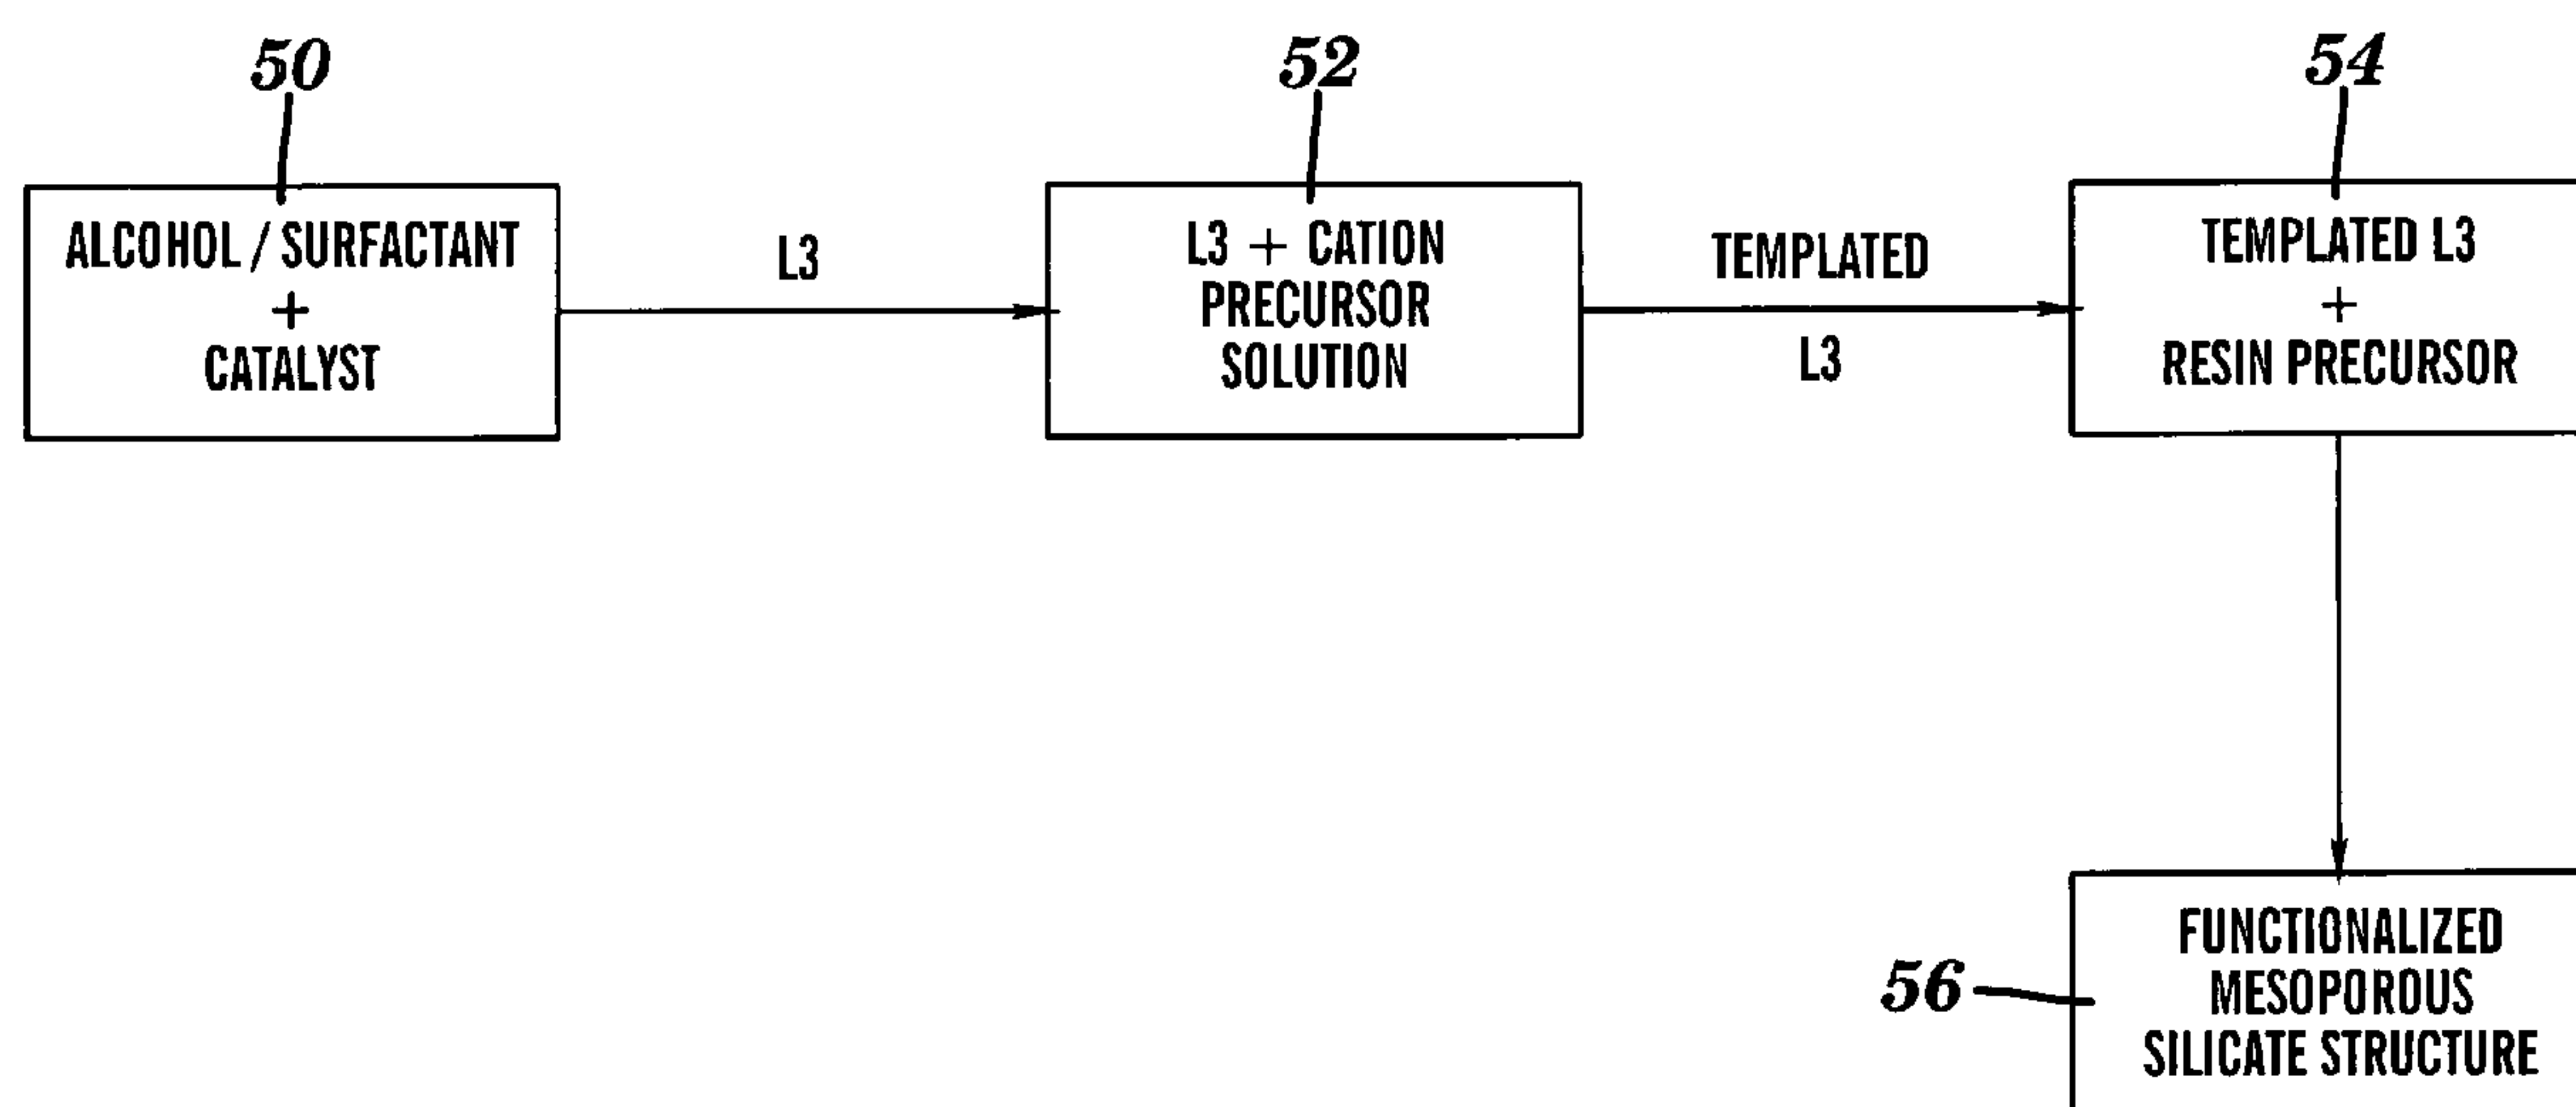 50
52
54
ALCOHOL / SURFACTANT
+
CATALYST
L3
L3 + CATION
PRECURSOR
SOLUTION
TEMPLATED
L3
TEMPLATED L3
+
RESIN PRECURSOR
56
FUNCTIONALIZED
MESOPOROUS
SILICATE STRUCTURE